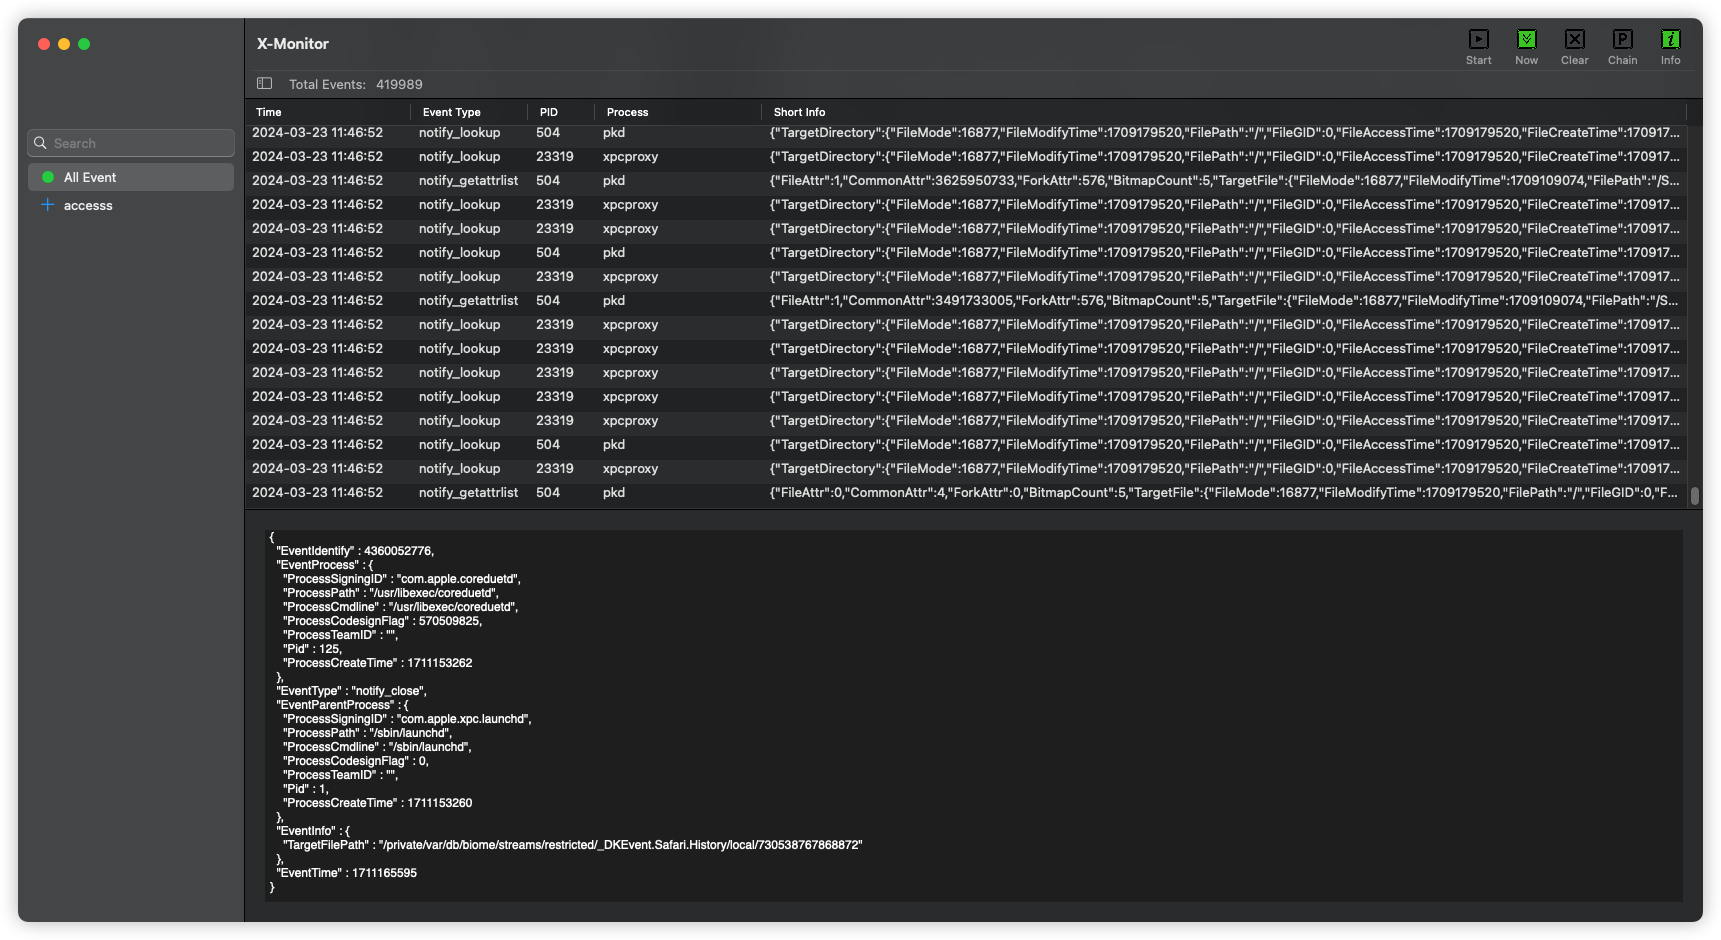 X-Monitor
Start Now Clear Chain Info
Total Events: 419989
Search
All Event
accesss
Time Event Type PID Process Short Info
2024-03-23 11:46:52 notify_lookup 504 pkd {"TargetDirectory":{"FileMode":16877,"FileModifyTime":1709179520,"FilePath":"/","FileGID":0,"FileAccessTime":1709179520,"FileCreateTime":170917...
2024-03-23 11:46:52 notify_lookup 23319 xpcproxy {"TargetDirectory":{"FileMode":16877,"FileModifyTime":1709179520,"FilePath":"/","FileGID":0,"FileAccessTime":1709179520,"FileCreateTime":170917...
2024-03-23 11:46:52 notify_getattrlist 504 pkd {"FileAttr":1,"CommonAttr":3625950733,"ForkAttr":576,"BitmapCount":5,"TargetFile":{"FileMode":16877,"FileModifyTime":1709109074,"FilePath":"/S...
2024-03-23 11:46:52 notify_lookup 23319 xpcproxy {"TargetDirectory":{"FileMode":16877,"FileModifyTime":1709179520,"FilePath":"/","FileGID":0,"FileAccessTime":1709179520,"FileCreateTime":170917...
2024-03-23 11:46:52 notify_lookup 23319 xpcproxy {"TargetDirectory":{"FileMode":16877,"FileModifyTime":1709179520,"FilePath":"/","FileGID":0,"FileAccessTime":1709179520,"FileCreateTime":170917...
2024-03-23 11:46:52 notify_lookup 504 pkd {"TargetDirectory":{"FileMode":16877,"FileModifyTime":1709179520,"FilePath":"/","FileGID":0,"FileAccessTime":1709179520,"FileCreateTime":170917...
2024-03-23 11:46:52 notify_lookup 23319 xpcproxy {"TargetDirectory":{"FileMode":16877,"FileModifyTime":1709179520,"FilePath":"/","FileGID":0,"FileAccessTime":1709179520,"FileCreateTime":170917...
2024-03-23 11:46:52 notify_getattrlist 504 pkd {"FileAttr":1,"CommonAttr":3491733005,"ForkAttr":576,"BitmapCount":5,"TargetFile":{"FileMode":16877,"FileModifyTime":1709109074,"FilePath":"/S...
2024-03-23 11:46:52 notify_lookup 23319 xpcproxy {"TargetDirectory":{"FileMode":16877,"FileModifyTime":1709179520,"FilePath":"/","FileGID":0,"FileAccessTime":1709179520,"FileCreateTime":170917...
2024-03-23 11:46:52 notify_lookup 23319 xpcproxy {"TargetDirectory":{"FileMode":16877,"FileModifyTime":1709179520,"FilePath":"/","FileGID":0,"FileAccessTime":1709179520,"FileCreateTime":170917...
2024-03-23 11:46:52 notify_lookup 23319 xpcproxy {"TargetDirectory":{"FileMode":16877,"FileModifyTime":1709179520,"FilePath":"/","FileGID":0,"FileAccessTime":1709179520,"FileCreateTime":170917...
2024-03-23 11:46:52 notify_lookup 23319 xpcproxy {"TargetDirectory":{"FileMode":16877,"FileModifyTime":1709179520,"FilePath":"/","FileGID":0,"FileAccessTime":1709179520,"FileCreateTime":170917...
2024-03-23 11:46:52 notify_lookup 23319 xpcproxy {"TargetDirectory":{"FileMode":16877,"FileModifyTime":1709179520,"FilePath":"/","FileGID":0,"FileAccessTime":1709179520,"FileCreateTime":170917...
2024-03-23 11:46:52 notify_lookup 504 pkd {"TargetDirectory":{"FileMode":16877,"FileModifyTime":1709179520,"FilePath":"/","FileGID":0,"FileAccessTime":1709179520,"FileCreateTime":170917...
2024-03-23 11:46:52 notify_lookup 23319 xpcproxy {"TargetDirectory":{"FileMode":16877,"FileModifyTime":1709179520,"FilePath":"/","FileGID":0,"FileAccessTime":1709179520,"FileCreateTime":170917...
2024-03-23 11:46:52 notify_getattrlist 504 pkd {"FileAttr":0,"CommonAttr":4,"ForkAttr":0,"BitmapCount":5,"TargetFile":{"FileMode":16877,"FileModifyTime":1709179520,"FilePath":"/","FileGID":0,"F...
{
"EventIdentify" : 4360052776,
"EventProcess" : {
"ProcessSigningID" : "com.apple.coreduetd",
"ProcessPath" : "/usr/libexec/coreduetd",
"ProcessCmdline" : "/usr/libexec/coreduetd",
"ProcessCodesignFlag" : 570509825,
"ProcessTeamID" : "",
"Pid" : 125,
"ProcessCreateTime" : 1711153262
},
"EventType" : "notify_close",
"EventParentProcess" : {
"ProcessSigningID" : "com.apple.xpc.launchd",
"ProcessPath" : "/sbin/launchd",
"ProcessCmdline" : "/sbin/launchd",
"ProcessCodesignFlag" : 0,
"ProcessTeamID" : "",
"Pid" : 1,
"ProcessCreateTime" : 1711153260
},
"EventInfo" : {
"TargetFilePath" : "/private/var/db/biome/streams/restricted/_DKEvent.Safari.History/local/730538767868872"
},
"EventTime" : 1711165595
}